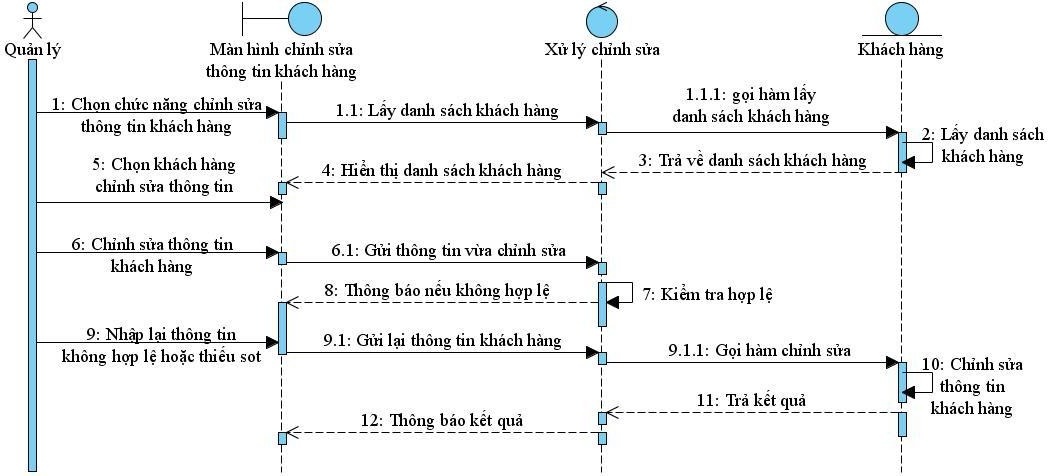 Quản lý
Màn hình chỉnh sửa
thông tin khách hàng
Xử lý chỉnh sửa
Khách hàng
1: Chọn chức năng chỉnh sửa
thông tin khách hàng
1.1: Lấy danh sách khách hàng
1.1.1: gọi hàm lấy
danh sách khách hàng
2: Lấy danh sách
khách hàng
3: Trả về danh sách khách hàng
4: Hiển thị danh sách khách hàng
5: Chọn khách hàng
chỉnh sửa thông tin
6: Chỉnh sửa thông tin
khách hàng
6.1: Gửi thông tin vừa chỉnh sửa
7: Kiểm tra hợp lệ
8: Thông báo nếu không hợp lệ
9: Nhập lại thông tin
không hợp lệ hoặc thiếu sot
9.1: Gửi lại thông tin khách hàng
9.1.1: Gọi hàm chỉnh sửa
10: Chỉnh sửa
thông tin
khách hàng
11: Trả kết quả
12: Thông báo kết quả